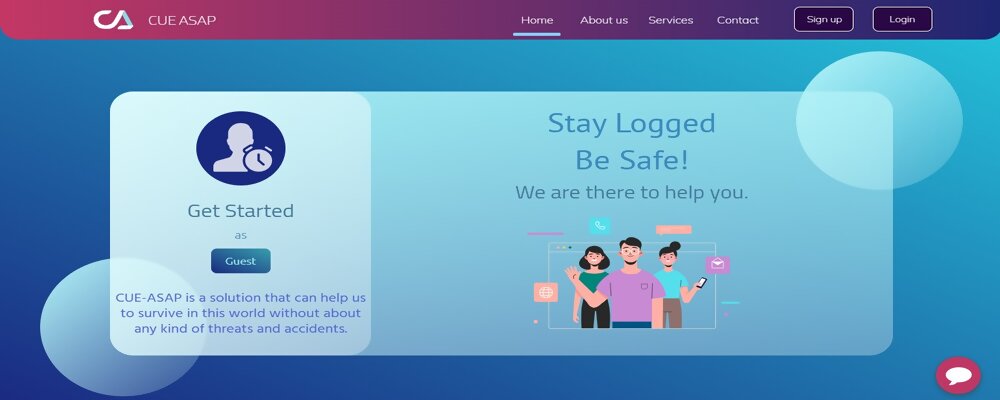 CUE ASAP
Home
About us
Services
Contact
Sign up
Login
Get Started
as
Guest
CUE-ASAP is a solution that can help us
to survive in this world without about
any kind of threats and accidents.
Stay Logged
Be Safe!
We are there to help you.